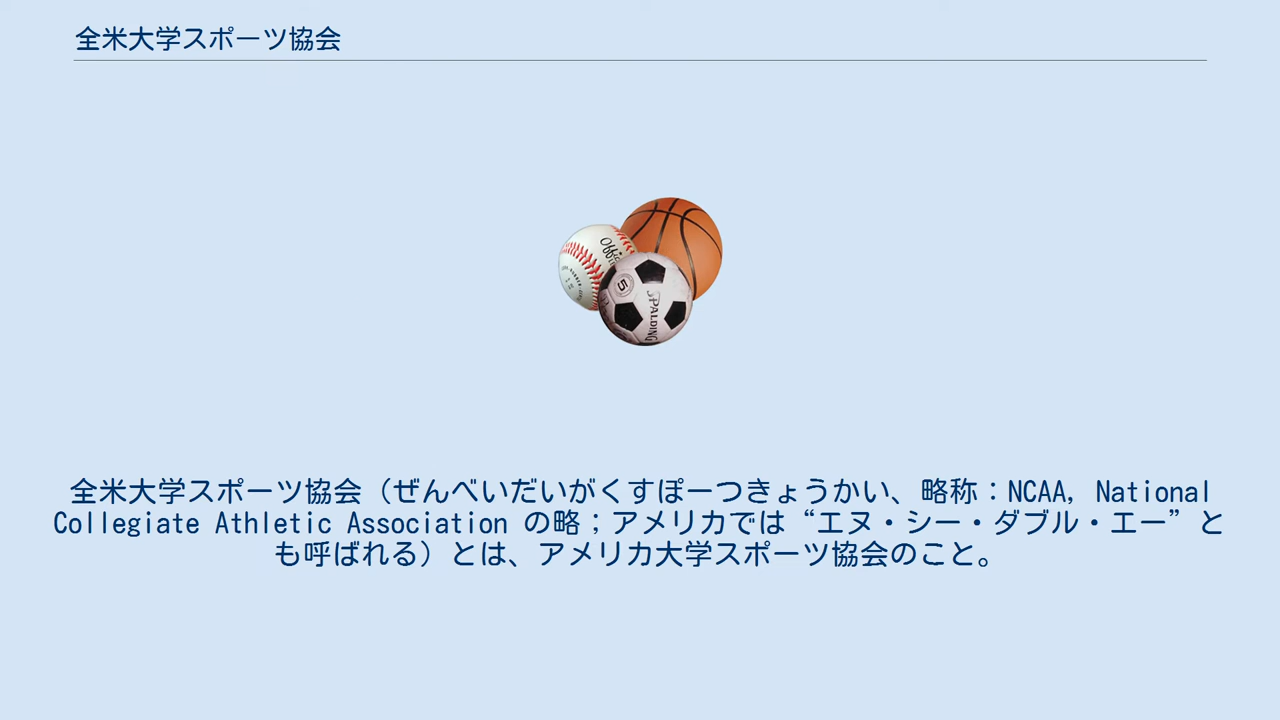 全米大学スポーツ協会
Offici
5
SPALDING
全米大学スポーツ協会（ぜんべいだいがくすぽーつきょうかい、略称：NCAA, National
Collegiate Athletic Association の略；アメリカでは“エヌ・シー・ダブル・エー”と
も呼ばれる）とは、アメリカ大学スポーツ協会のこと。